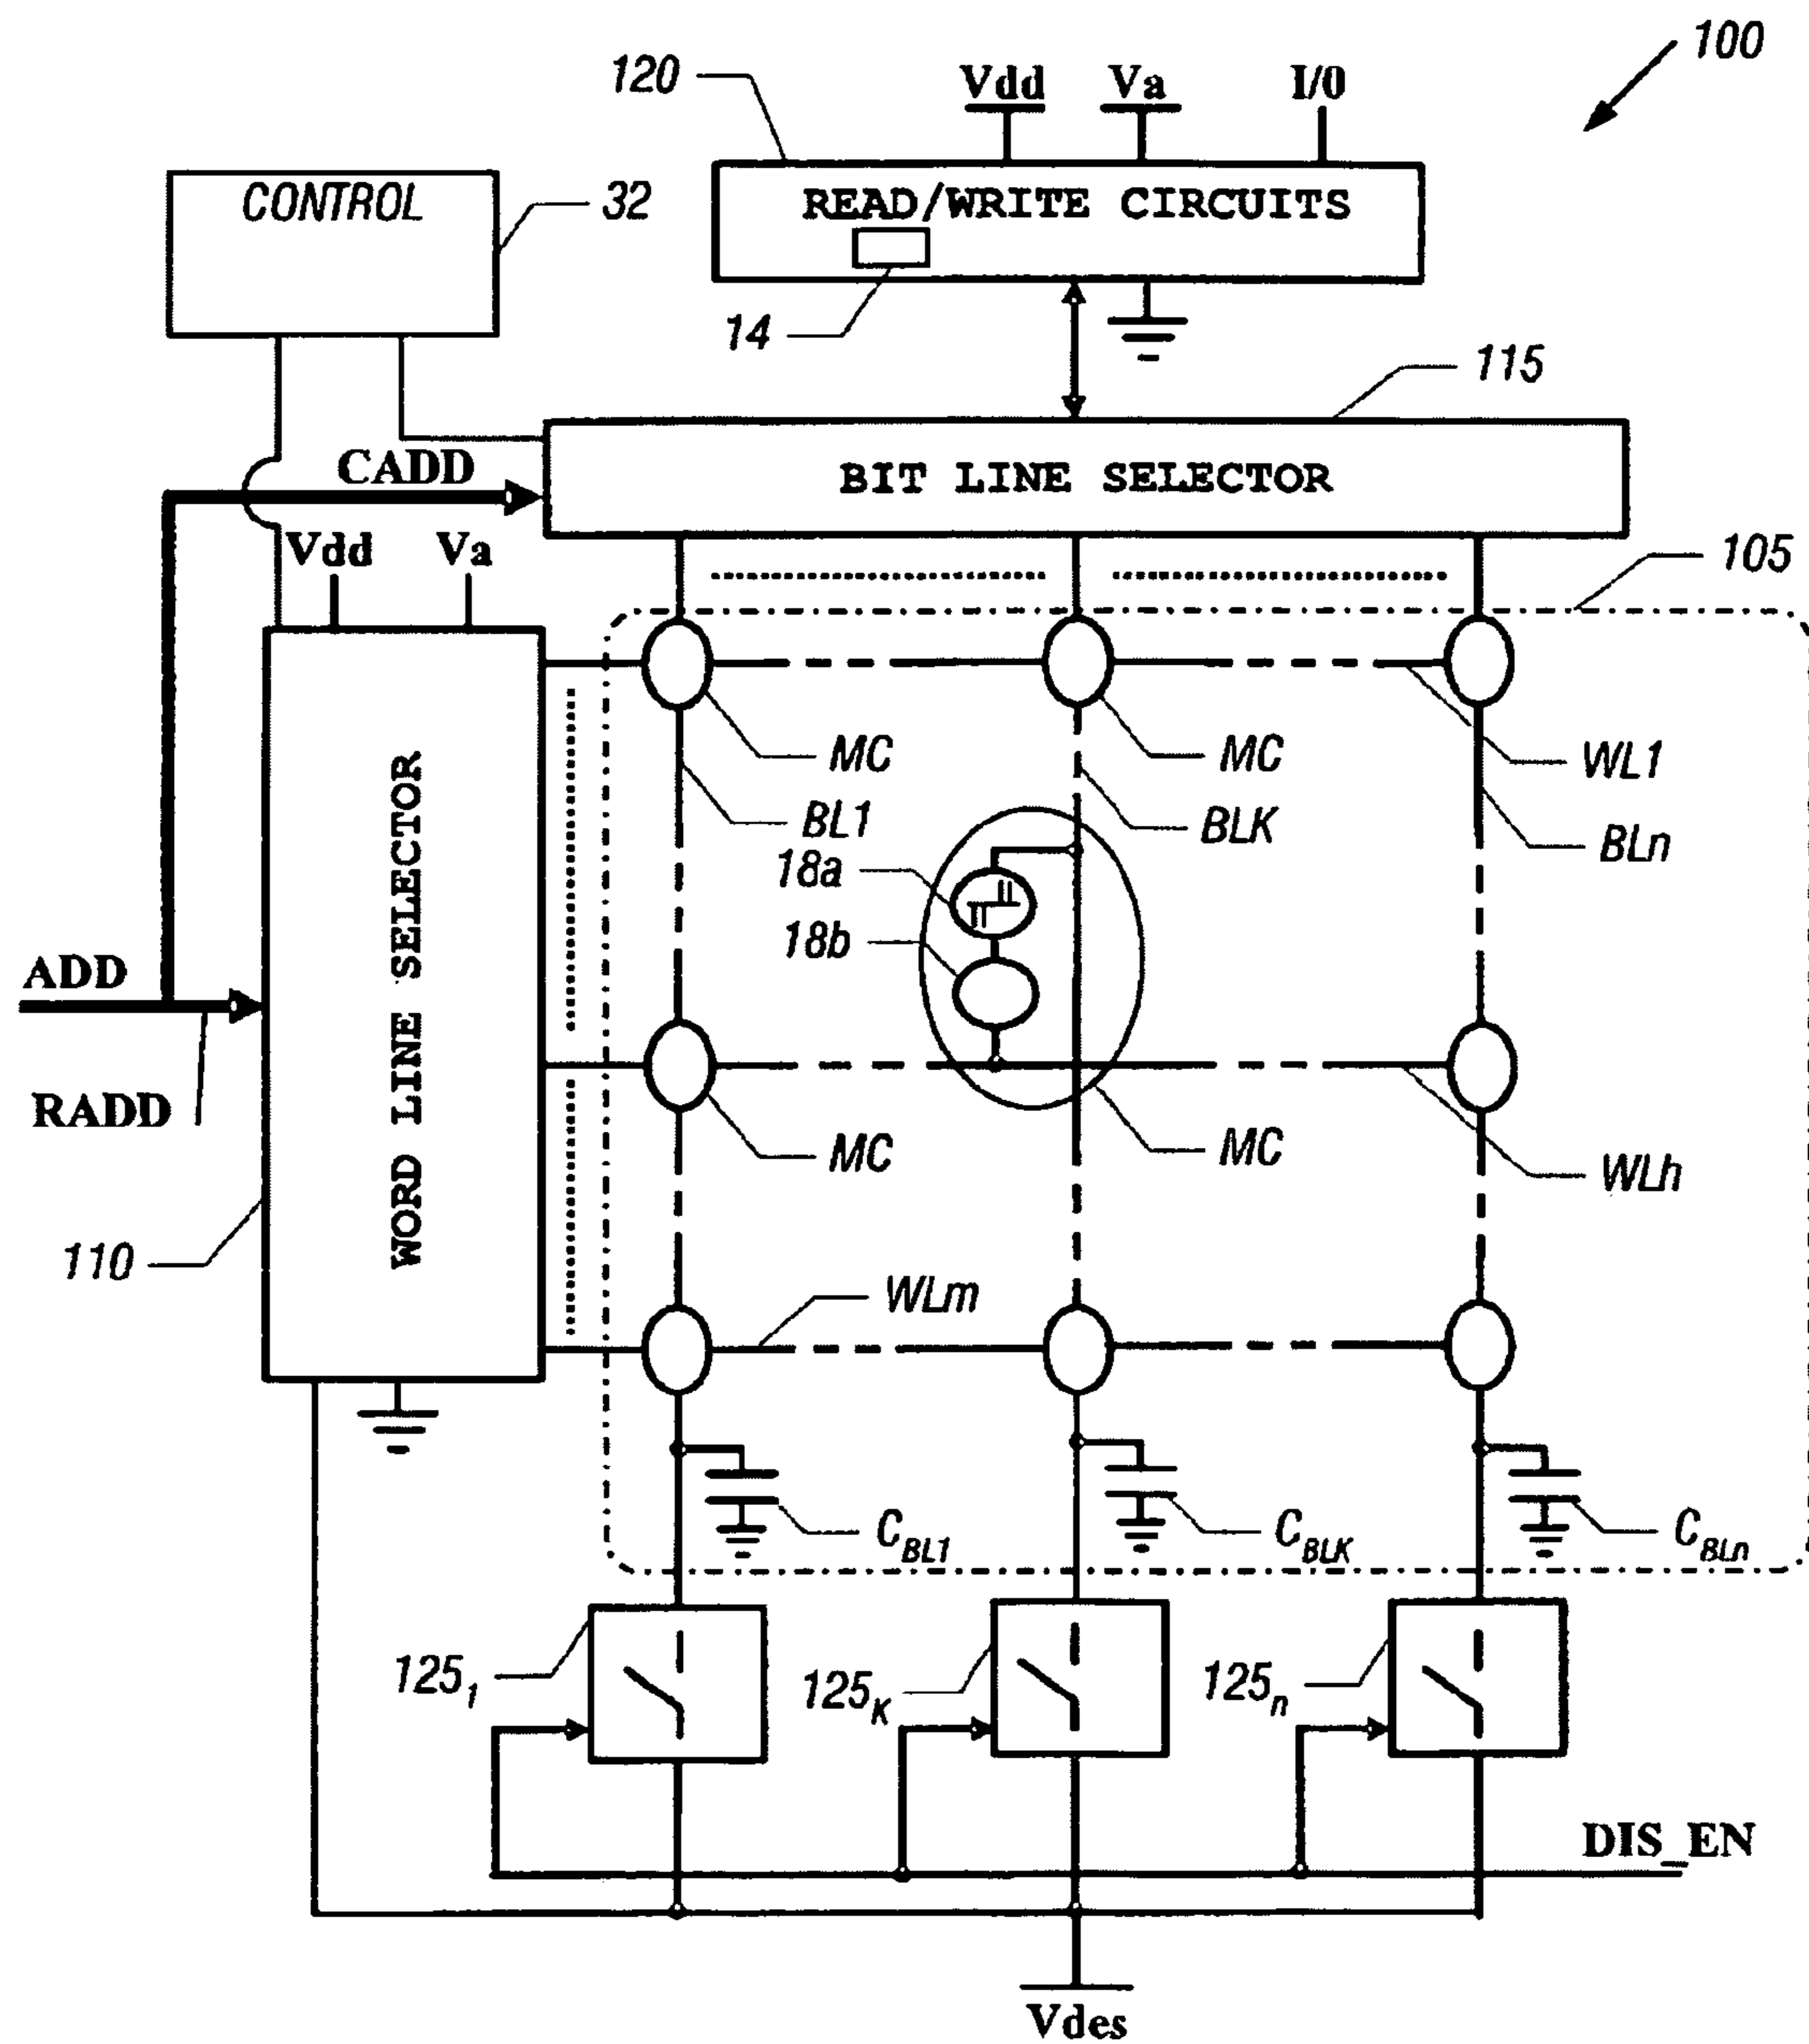 100
120
Vdd Va I/0
CONTROL
32
READ/WRITE CIRCUITS
14
115
CADD
BIT LINE SELECTOR
Vdd Va
105
MC
MC
WL1
BL1
BLK
BLn
18a
18b
WORD LINE SELECTOR
ADD
RADD
MC
MC
WLh
110
WLm
CBL1
CBLK
CBLn
1251
125K
125n
DIS_EN
Vdes